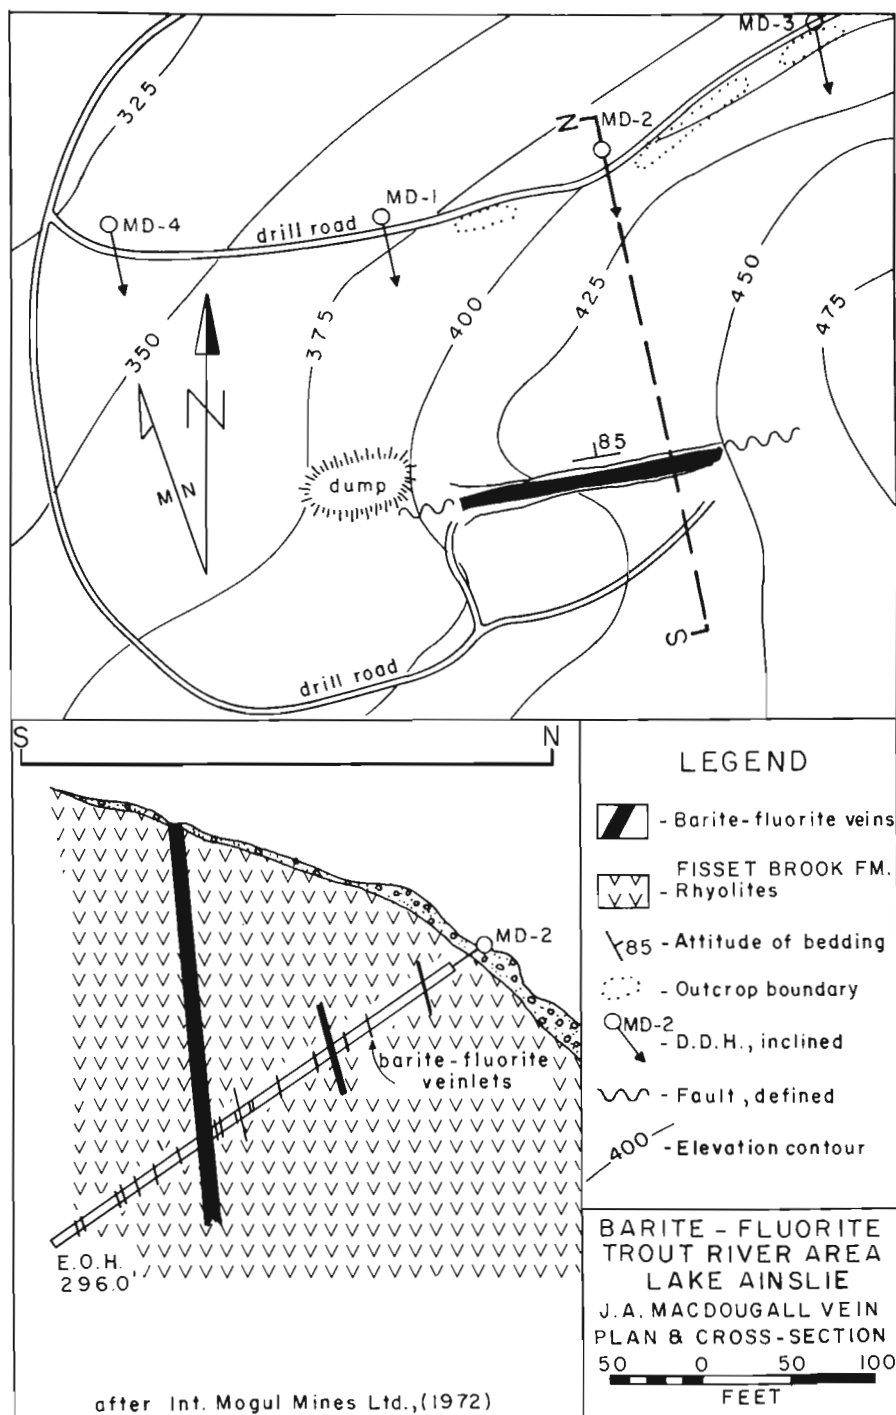 MD-3
325
N
MD-2
MD-1
MD-4
drill road
450
425
400
375
350
475
N
MN
85
dump
S
drill road
S N
MD-2
barite-fluorite
veinlets
E.O.H.
296.0'
after Int. Mogul Mines Ltd.,(1972)
LEGEND
- Barite-fluorite veins
FISSET BROOK FM.
Rhyolites
85 - Attitude of bedding
- Outcrop boundary
MD-2
- D.D.H., inclined
- Fault, defined
400 - Elevation contour
BARITE - FLUORITE
TROUT RIVER AREA
LAKE AINSLIE
J.A. MACDOUGALL VEIN
PLAN & CROSS-SECTION
50 0 50 100
FEET